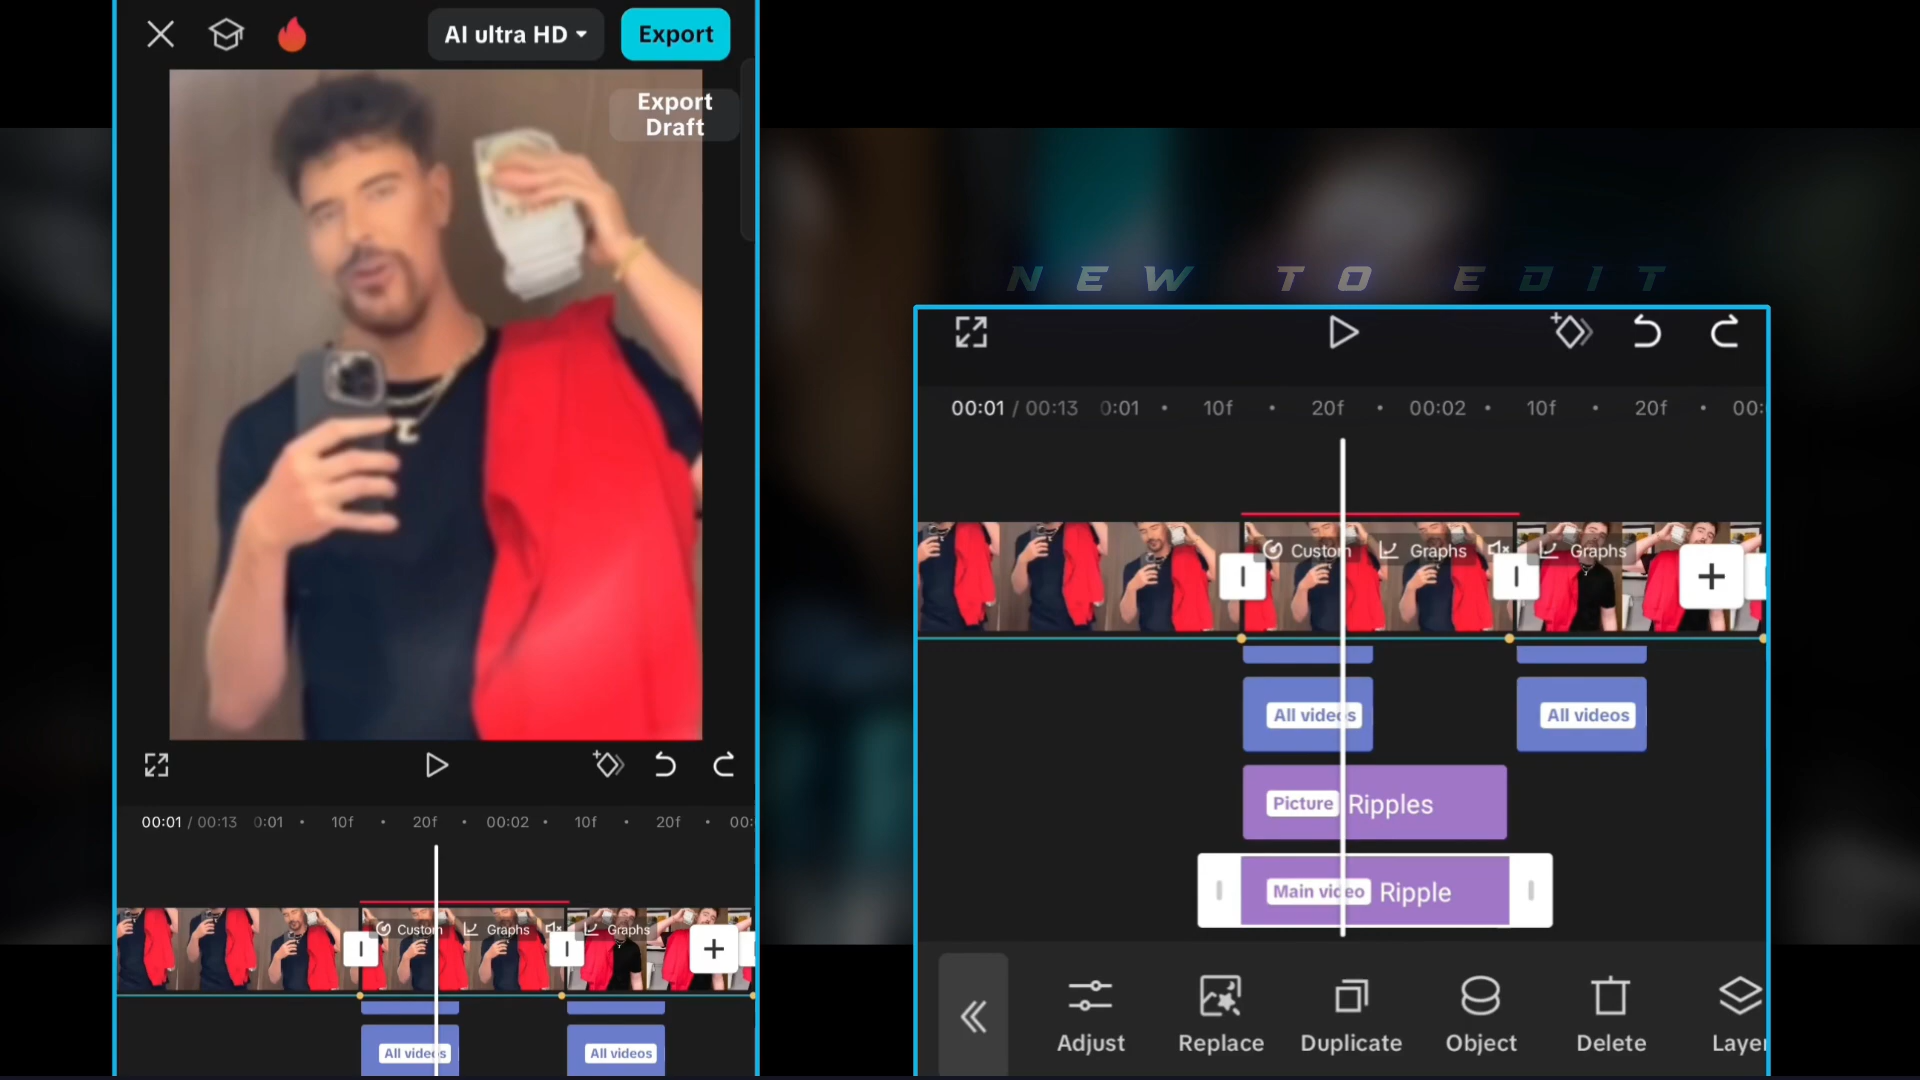 AI ultra HD
Export
Export
Draft
00:01 / 00:13 0:01 10f 20f 00:02 10f 20f 00:
Custom
Graphs
Graphs
All videos
All videos
NEW TO EDIT
00:01 / 00:13 0:01 10f 20f 00:02 10f 20f 00:
Custom
Graphs
Graphs
All videos
All videos
Picture Ripples
Main video Ripple
Adjust
Replace
Duplicate
Object
Delete
Layer